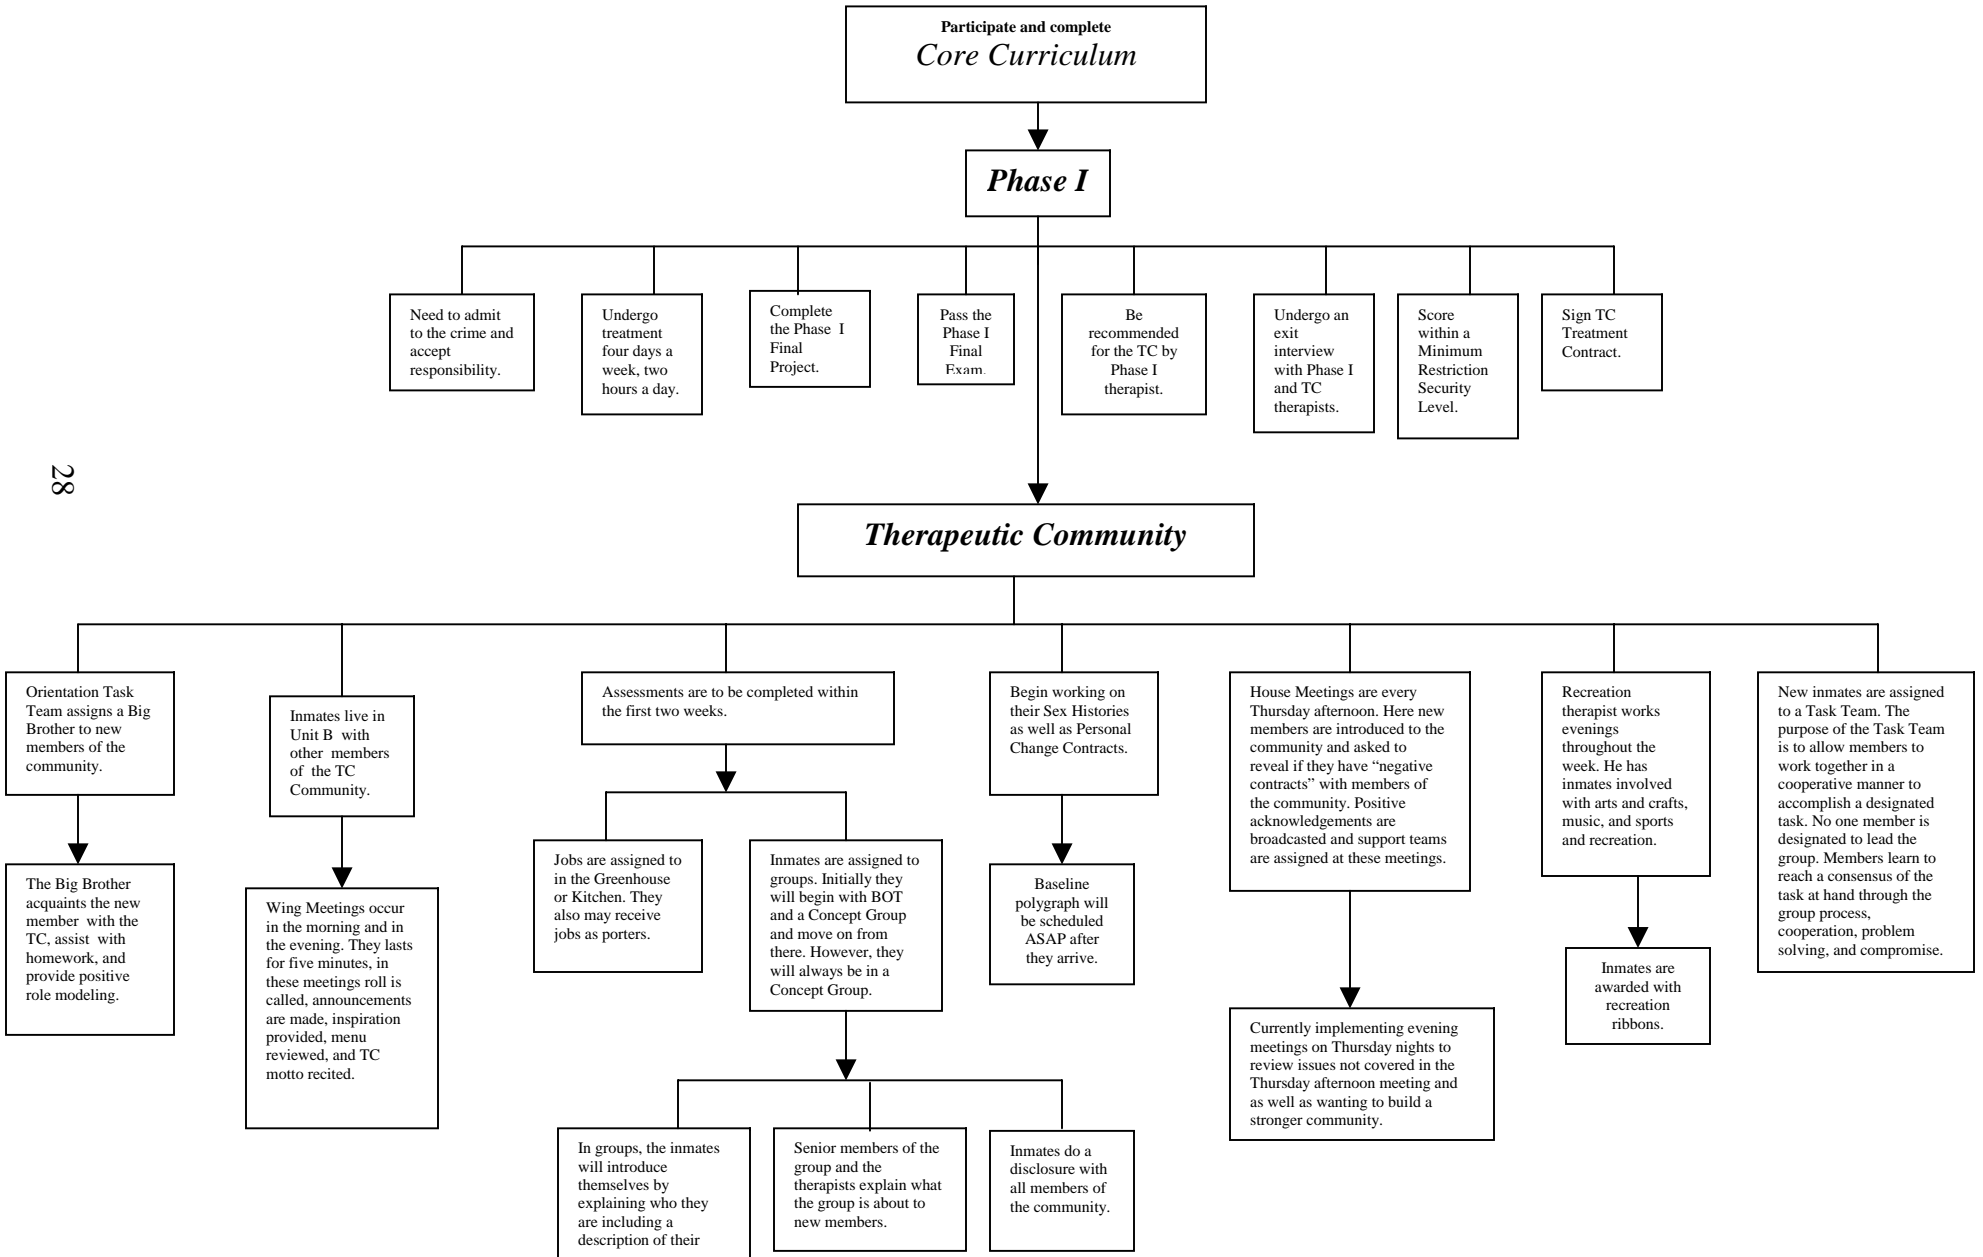 Participate and complete
Core Curriculum
Phase I
Need to admit
to the crime and
accept
responsibility.
Undergo
treatment
four days a
week, two
hours a day.
Complete
the Phase I
Final
Project.
Pass the
Phase I
Final
Exam.
Be
recommended
for the TC by
Phase I
therapist.
Undergo an
exit
interview
with Phase I
and TC
therapists.
Score
within a
Minimum
Restriction
Security
Level.
Sign TC
Treatment
Contract.
28
Therapeutic Community
Orientation Task
Team assigns a Big
Brother to new
members of the
community.
The Big Brother
acquaints the new
member with the
TC, assist with
homework, and
provide positive
role modeling.
Inmates live in
Unit B with
other members
of the TC
Community.
Wing Meetings occur
in the morning and in
the evening. They lasts
for five minutes, in
these meetings roll is
called, announcements
are made, inspiration
provided, menu
reviewed, and TC
motto recited.
Assessments are to be completed within
the first two weeks.
Jobs are assigned to
in the Greenhouse
or Kitchen. They
also may receive
jobs as porters.
Inmates are assigned to
groups. Initially they
will begin with BOT
and a Concept Group
and move on from
there. However, they
will always be in a
Concept Group.
In groups, the inmates
will introduce
themselves by
explaining who they
are including a
description of their
Senior members of the
group and the
therapists explain what
the group is about to
new members.
Inmates do a
disclosure with
all members of
the community.
Begin working on
their Sex Histories
as well as Personal
Change Contracts.
Baseline
polygraph will
be scheduled
ASAP after
they arrive.
House Meetings are every
Thursday afternoon. Here new
members are introduced to the
community and asked to
reveal if they have “negative
contracts” with members of
the community. Positive
acknowledgements are
broadcasted and support teams
are assigned at these meetings.
Currently implementing evening
meetings on Thursday nights to
review issues not covered in the
Thursday afternoon meeting and
as well as wanting to build a
stronger community.
Recreation
therapist works
evenings
throughout the
week. He has
inmates involved
with arts and crafts,
music, and sports
and recreation.
Inmates are
awarded with
recreation
ribbons.
New inmates are assigned
to a Task Team. The
purpose of the Task Team
is to allow members to
work together in a
cooperative manner to
accomplish a designated
task. No one member is
designated to lead the
group. Members learn to
reach a consensus of the
task at hand through the
group process,
cooperation, problem
solving, and compromise.